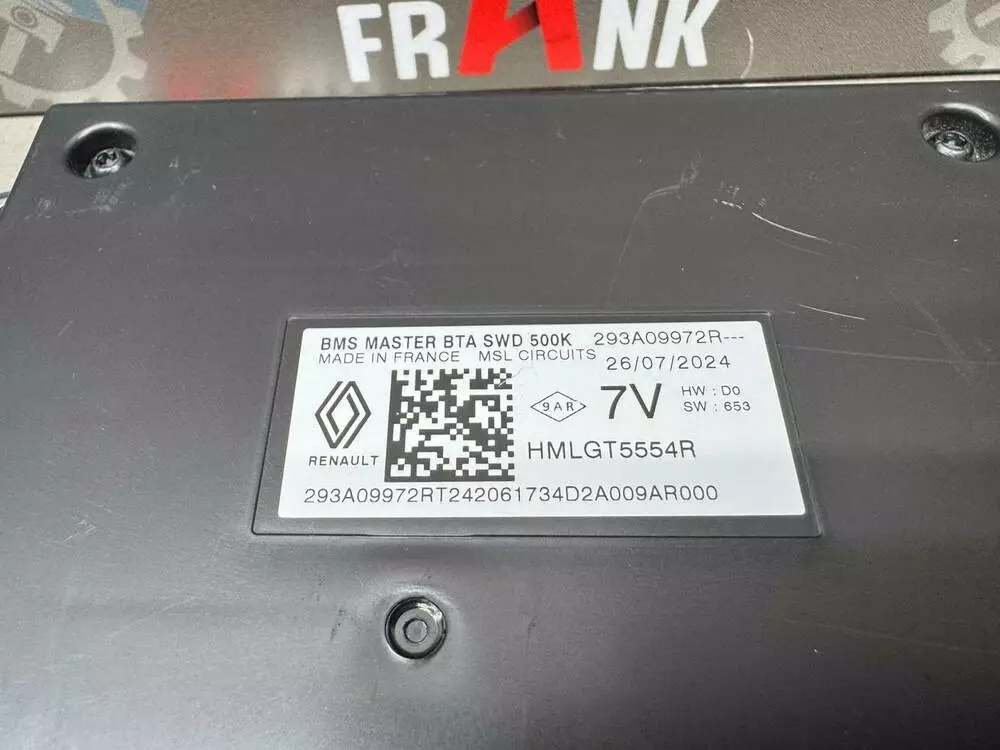 FRANK
BMS MASTER BTA SWD 500K 293A09972R---
MADE IN FRANCE MSL CIRCUITS 26/07/2024
9AR 7V HW : D0
SW : 653
RENAULT HMLGT5554R
293A09972RT242061734D2A009AR000